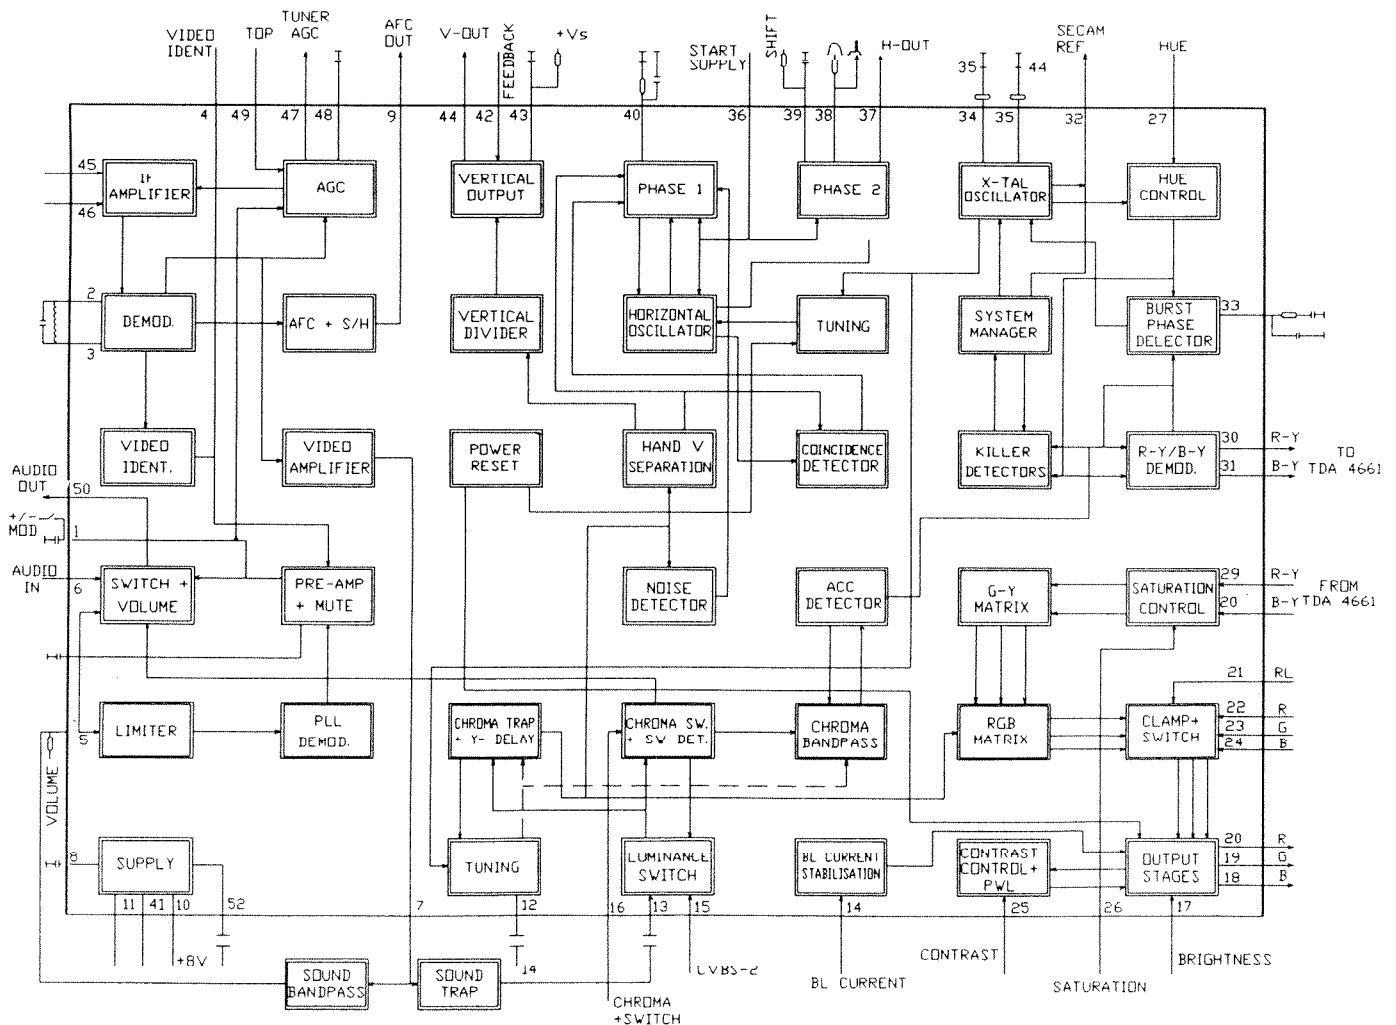 TUNER
VIDEO TOP AGC AFC V-OUT FEEDBACK +Vs START SHIFT H-OUT SECAM HUE
IDENT OUT SUPPLY REF
35 44
4 49 47 48 9 44 42 43 40 36 39 38 37 34 35 32 27
45
If AGC VERTICAL PHASE 1 PHASE 2 X-TAL HUE
AMPLIFIER OUTPUT OSCILLATOR CONTROL
46
2 33
DEMOD. AFC + S/H VERTICAL HORIZONTAL TUNING SYSTEM BURST
DIVIDER OSCILLATOR MANAGER PHASE
DELECTOR
3
VIDEO VIDEO POWER HAND V COINCIDENCE KILLER R-Y/B-Y 30 R-Y TO
IDENT. AMPLIFIER RESET SEPARATION DETECTOR DETECTORS DEMOD. 31 B-Y TDA 4661
AUDIO
OUT 50
+/-
MOD 1
AUDIO
IN 6
SWITCH + PRE-AMP NOISE ACC G-Y SATURATION 29 R-Y FROM
VOLUME + MUTE DETECTOR DETECTOR MATRIX CONTROL 20 B-Y TDA 4661
21 RL
LIMITER PLL CHROMA TRAP CHROMA SW. CHROMA RGB CLAMP+ 22 R
DEMOD. + Y- DELAY + SW DET. BANDPASS MATRIX SWITCH 23 G
24 B
5
VOLUME
8 SUPPLY TUNING LUMINANCE BL CURRENT CONTRAST OUTPUT 20 R
SWITCH STABILISATION CONTROL+ STAGES 19 G
PWL 18 B
11 41 10 52 7 12 16 13 15 14 25 26 17
+8V
SOUND SOUND 14 CVBS-2 BL CURRENT CONTRAST SATURATION BRIGHTNESS
BANDPASS TRAP
CHROMA
+SWITCH